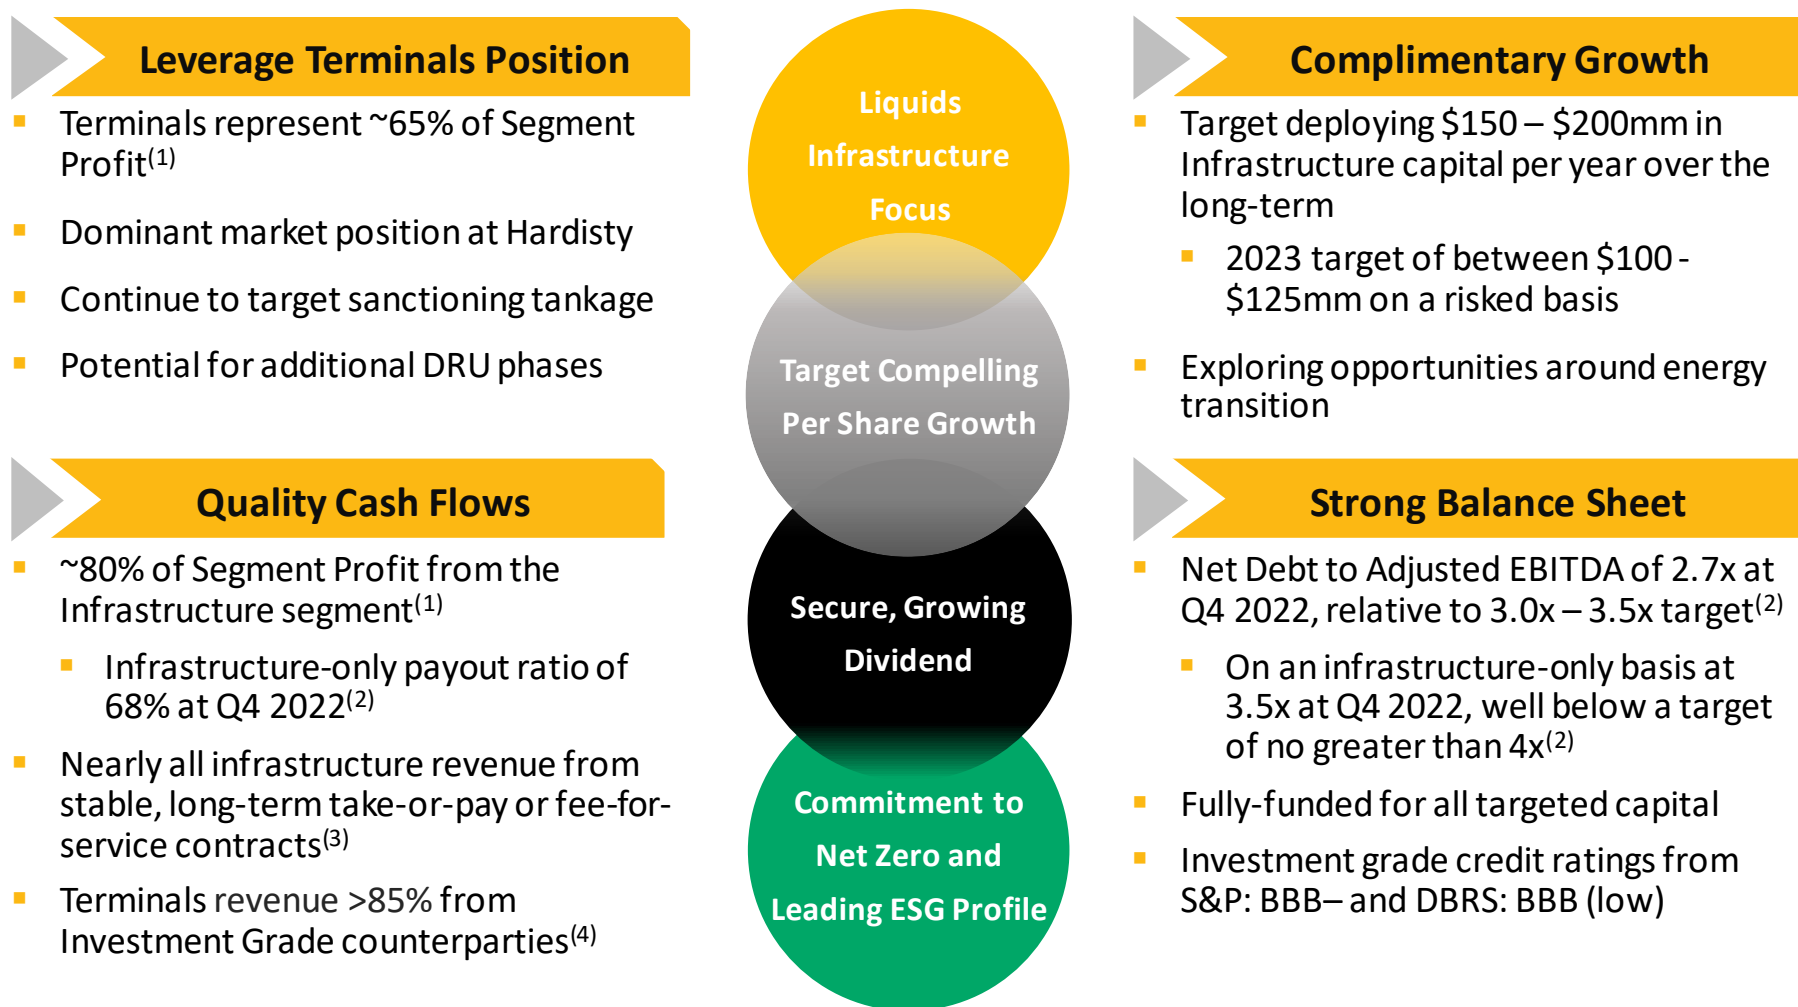 Leverage Terminals Position
Terminals represent ~65% of Segment
Profit(1)
Dominant market position at Hardisty
Continue to target sanctioning tankage
Potential for additional DRU phases
Quality Cash Flows
~80% of Segment Profit from the
Infrastructure segment(1)
Infrastructure-only payout ratio of
68% at Q4 2022(2)
Nearly all infrastructure revenue from
stable, long-term take-or-pay or fee-for-
service contracts(3)
Terminals revenue >85% from
Investment Grade counterparties(4)
Liquids
Infrastructure
Focus
Target Compelling
Per Share Growth
Secure, Growing
Dividend
Commitment to
Net Zero and
Leading ESG Profile
Complimentary Growth
Target deploying $150 – $200mm in
Infrastructure capital per year over the
long-term
2023 target of between $100 -
$125mm on a risked basis
Exploring opportunities around energy
transition
Strong Balance Sheet
Net Debt to Adjusted EBITDA of 2.7x at
Q4 2022, relative to 3.0x – 3.5x target(2)
On an infrastructure-only basis at
3.5x at Q4 2022, well below a target
of no greater than 4x(2)
Fully-funded for all targeted capital
Investment grade credit ratings from
S&P: BBB– and DBRS: BBB (low)